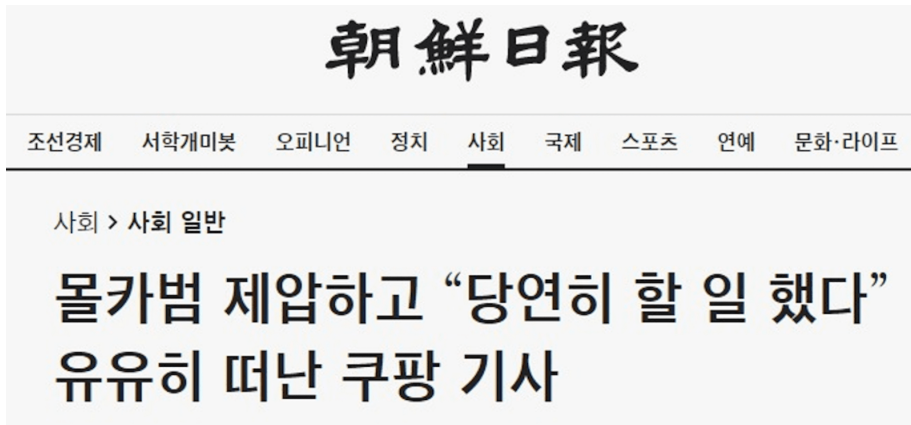 朝鮮日報
조선경제 서학개미봇 오피니언 정치 사회 국제 스포츠 연예 문화·라이프
사회 > 사회 일반
몰카범 제압하고 “당연히 할 일 했다”
유유히 떠난 쿠팡 기사